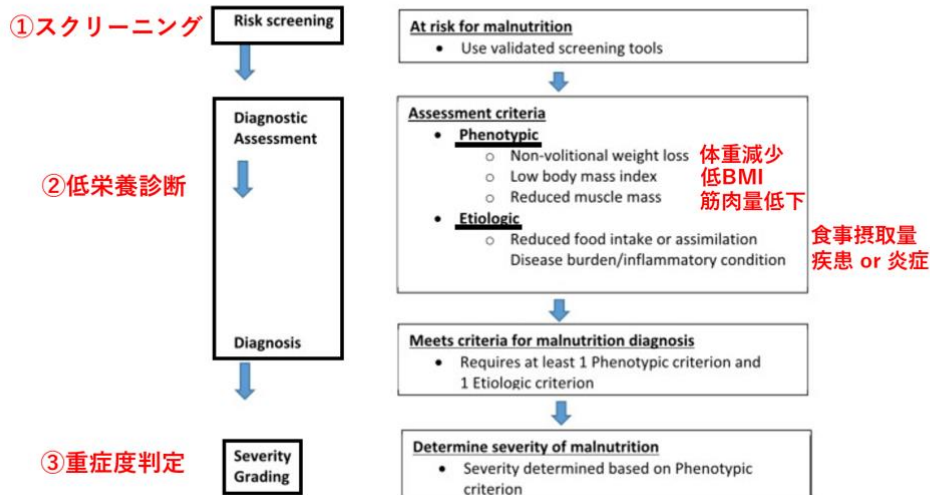 ①スクリーニング
Risk screening
At risk for malnutrition
• Use validated screening tools
②低栄養診断
Diagnostic
Assessment
Diagnosis
Assessment criteria
• Phenotypic
○ Non-volitional weight loss 体重減少
○ Low body mass index 低BMI
○ Reduced muscle mass 筋肉量低下
• Etiologic
○ Reduced food intake or assimilation 食事摂取量
Disease burden/inflammatory condition 疾患 or 炎症
Meets criteria for malnutrition diagnosis
• Requires at least 1 Phenotypic criterion and
1 Etiologic criterion
③重症度判定
Severity
Grading
Determine severity of malnutrition
• Severity determined based on Phenotypic
criterion